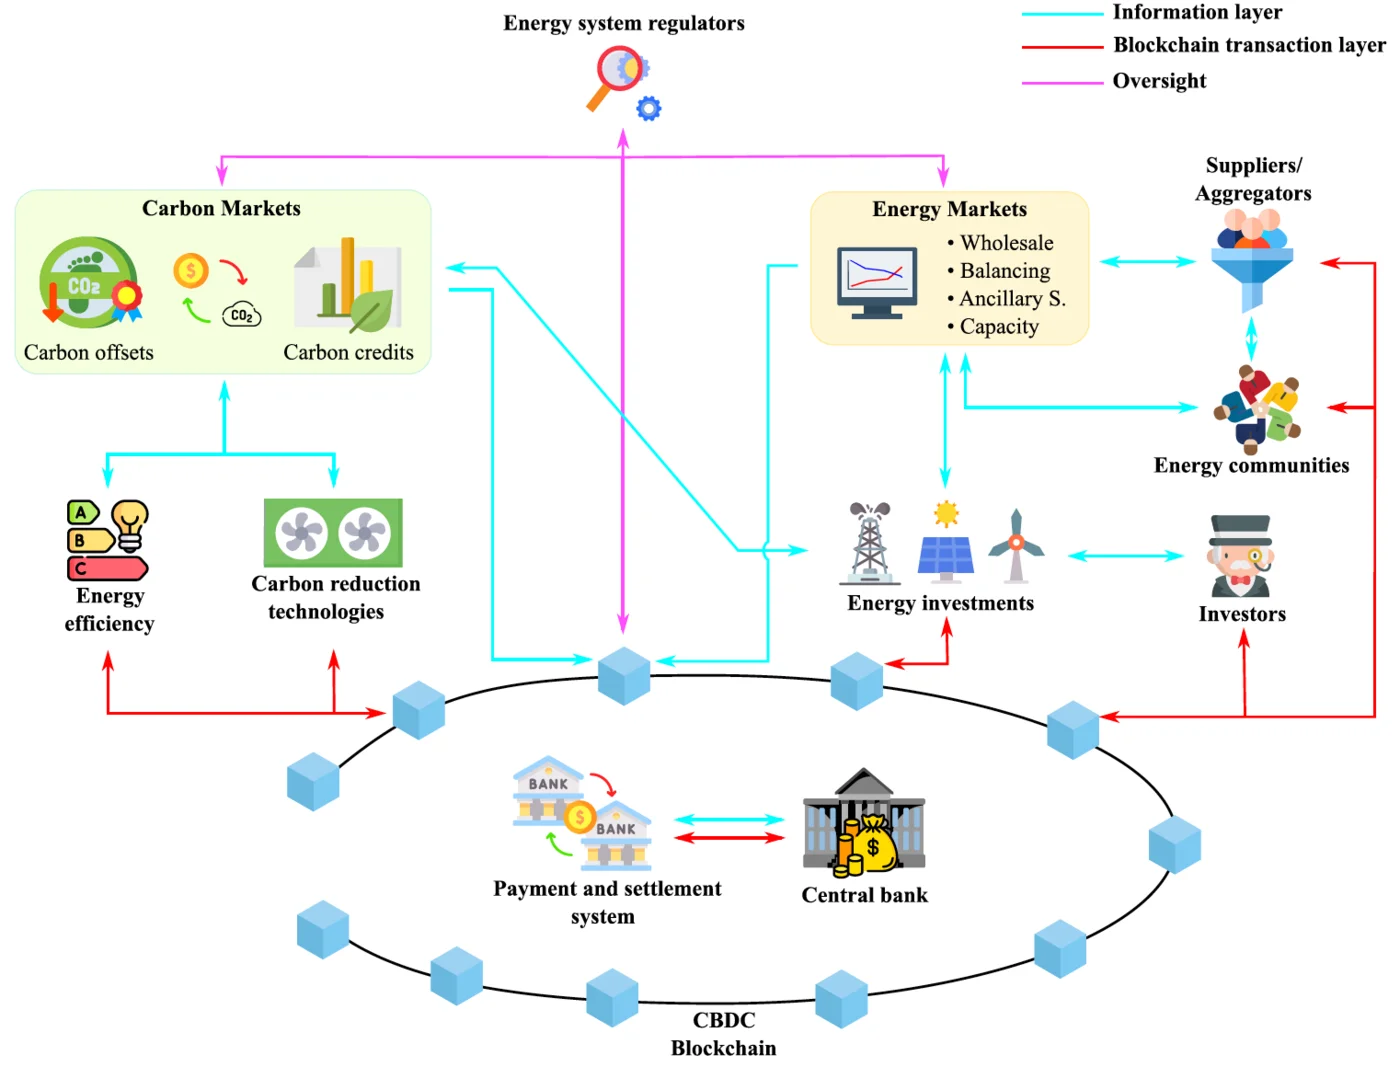 Energy system regulators
Information layer
Blockchain transaction layer
Oversight
Carbon Markets
CO₂
$
CO₂
Carbon offsets
Carbon credits
Energy Markets
• Wholesale
• Balancing
• Ancillary S.
• Capacity
Suppliers/
Aggregators
Energy communities
A
B
C
Energy
efficiency
Carbon reduction
technologies
Energy investments
Investors
BANK
$
BANK
Payment and settlement
system
$
Central bank
CBDC
Blockchain